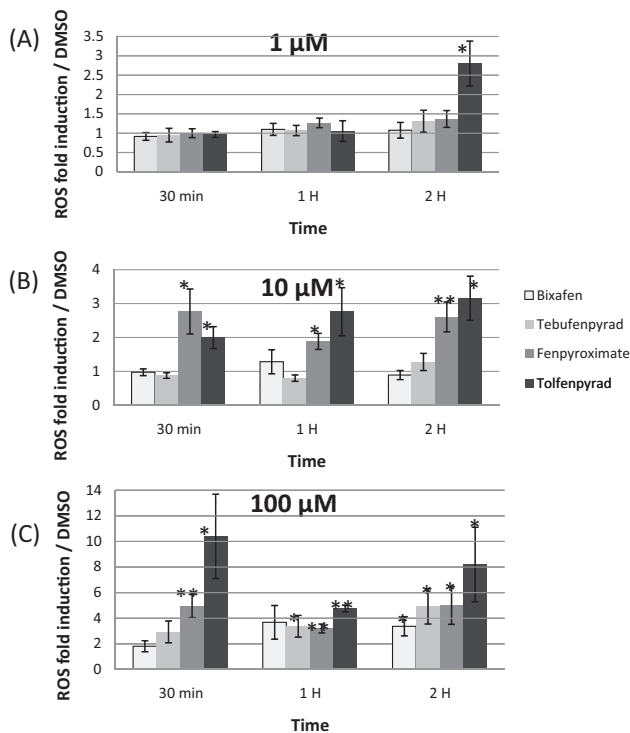 (A)
1 µM
ROS fold induction / DMSO
3.5
3
2.5
2
1.5
1
0.5
0
*
30 min
1 H
2 H
Time
(B)
10 µM
ROS fold induction / DMSO
4
3
2
1
0
*
*
*
*
**
*
30 min
1 H
2 H
Time
Bixafen
Tebufenpyrad
Fenpyroximate
Tolfenpyrad
(C)
100 µM
ROS fold induction / DMSO
14
12
10
8
6
4
2
0
**
*
*
**
**
*
*
*
*
30 min
1 H
2 H
Time